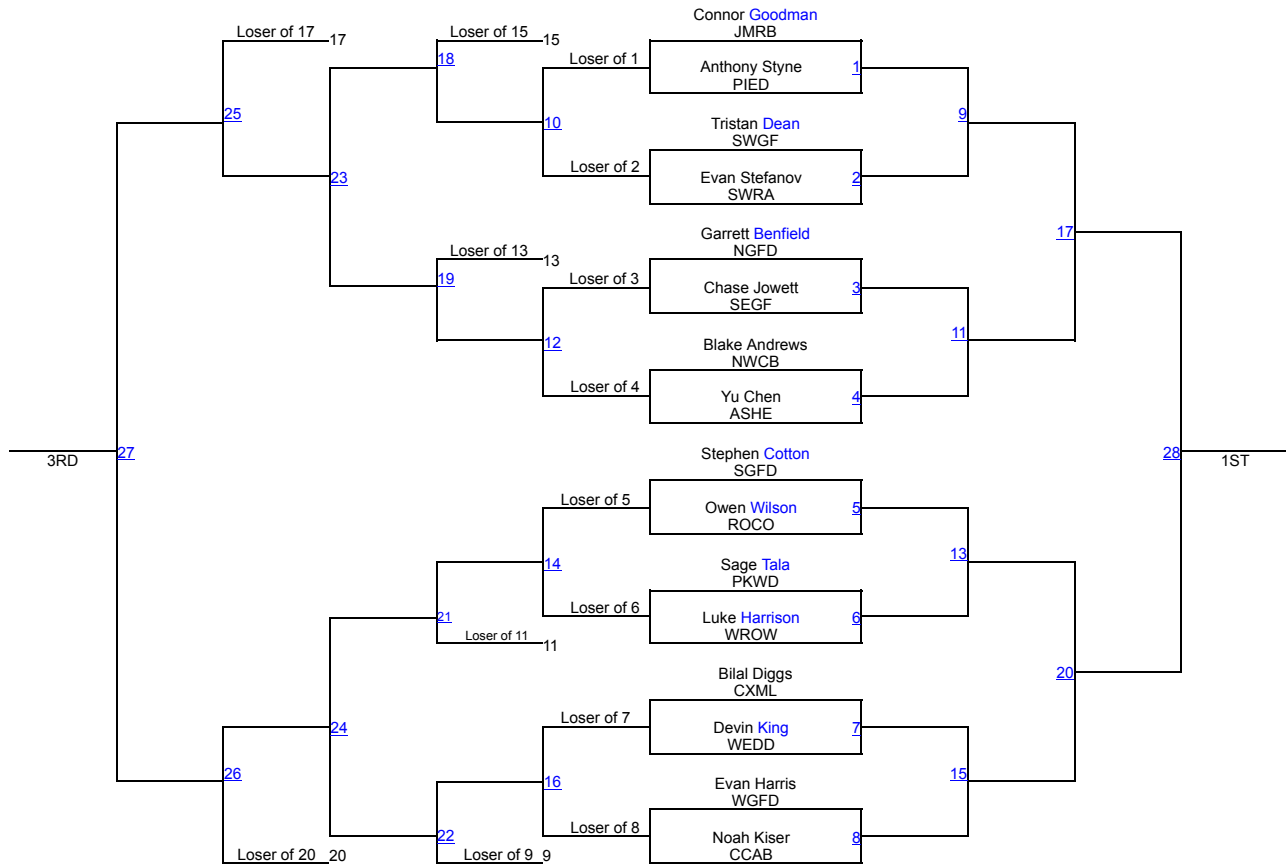 Connor Goodman
JMRB
Loser of 17 17
Loser of 15 15
18
Loser of 1
Anthony Styne
PIED
1
25
10
9
Tristan Dean
SWGF
Loser of 2
Evan Stefanov
SWRA
2
23
Garrett Benfield
NGFD
17
Loser of 13 13
19
Loser of 3
Chase Jowett
SEGF
3
12
11
Blake Andrews
NWCB
Loser of 4
Yu Chen
ASHE
4
3RD
27
Stephen Cotton
SGFD
28
1ST
Loser of 5
Owen Wilson
ROCO
5
14
13
Sage Tala
PKWD
21
Loser of 6
Luke Harrison
WROW
6
Loser of 11 11
Bilal Diggs
CXML
20
Loser of 7
Devin King
WEDD
7
24
26
16
15
Evan Harris
WGFD
22
Loser of 8
Noah Kiser
CCAB
8
Loser of 20 20
Loser of 9 9